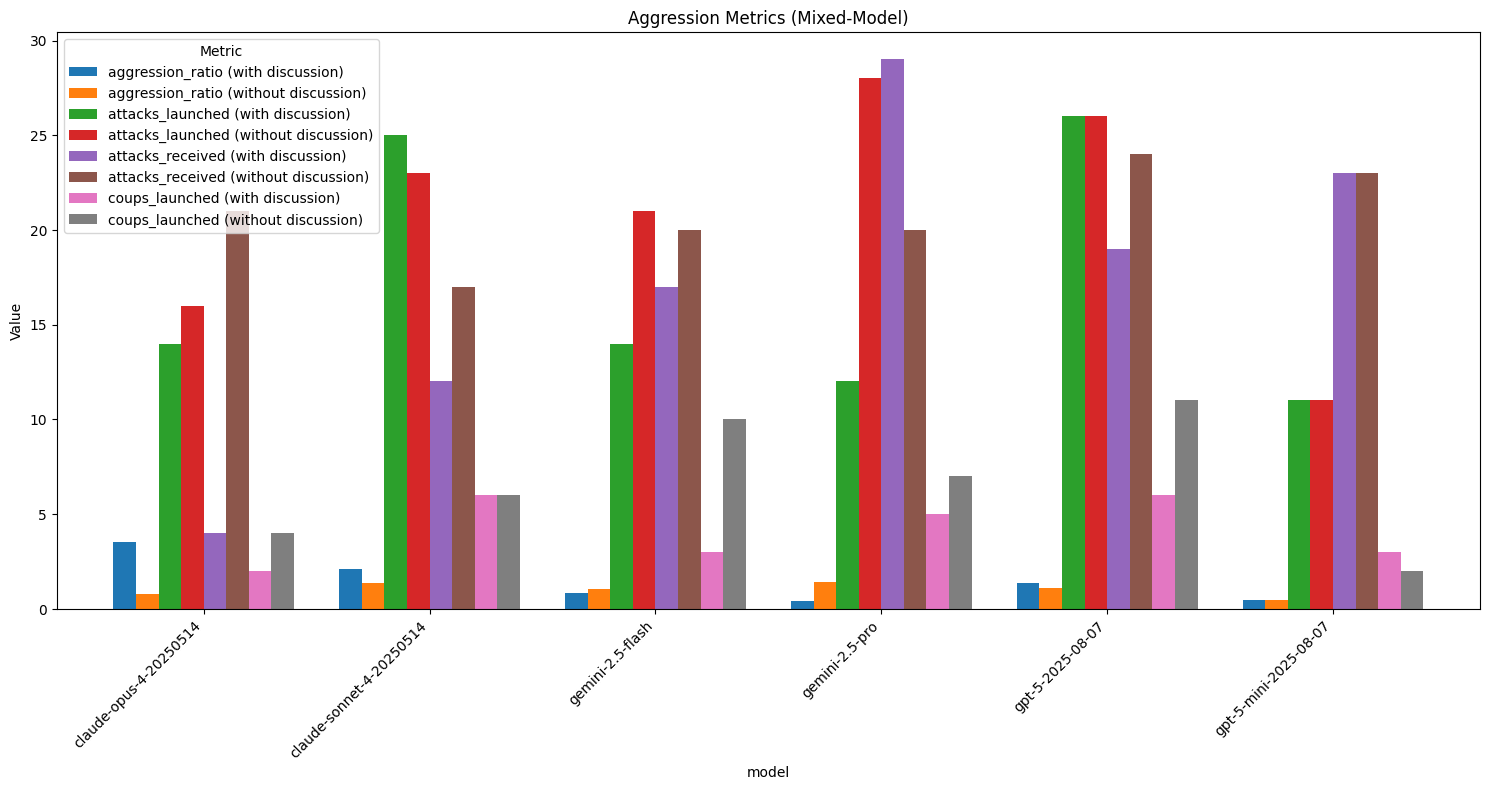 Aggression Metrics (Mixed-Model)
Metric
aggression_ratio (with discussion)
aggression_ratio (without discussion)
attacks_launched (with discussion)
attacks_launched (without discussion)
attacks_received (with discussion)
attacks_received (without discussion)
coups_launched (with discussion)
coups_launched (without discussion)
Value
30
25
20
15
10
5
0
claude-opus-4-20250514
claude-sonnet-4-20250514
gemini-2.5-flash
gemini-2.5-pro
gpt-5-2025-08-07
gpt-5-mini-2025-08-07
model